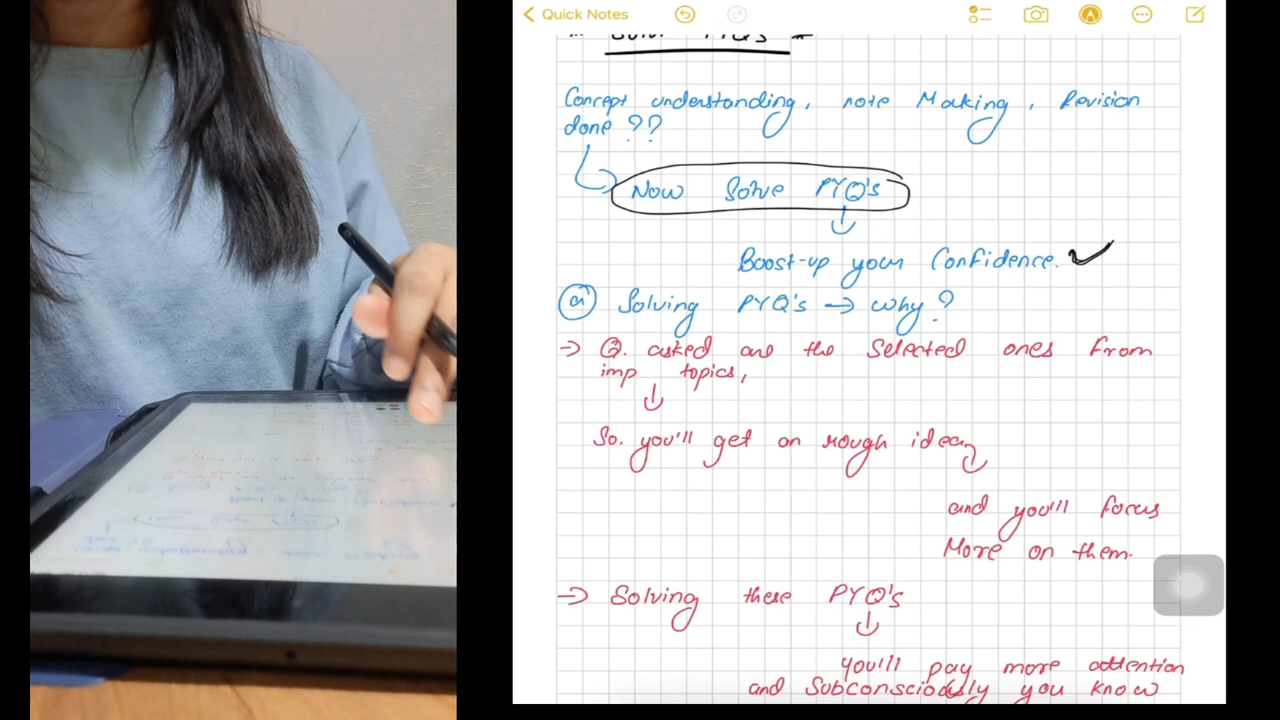 Quick Notes
Concept understanding, note Making, Revision
done ??
Now Solve PYQ's
Boost-up your Confidence.
(a) Solving PYQ's → why?
→ Q. asked are the Selected ones from
imp topics,
So. you'll get an rough idea
and you'll focus
More on them.
→ Solving these PYQ's
you'll pay more attention
and Subconsciously you know